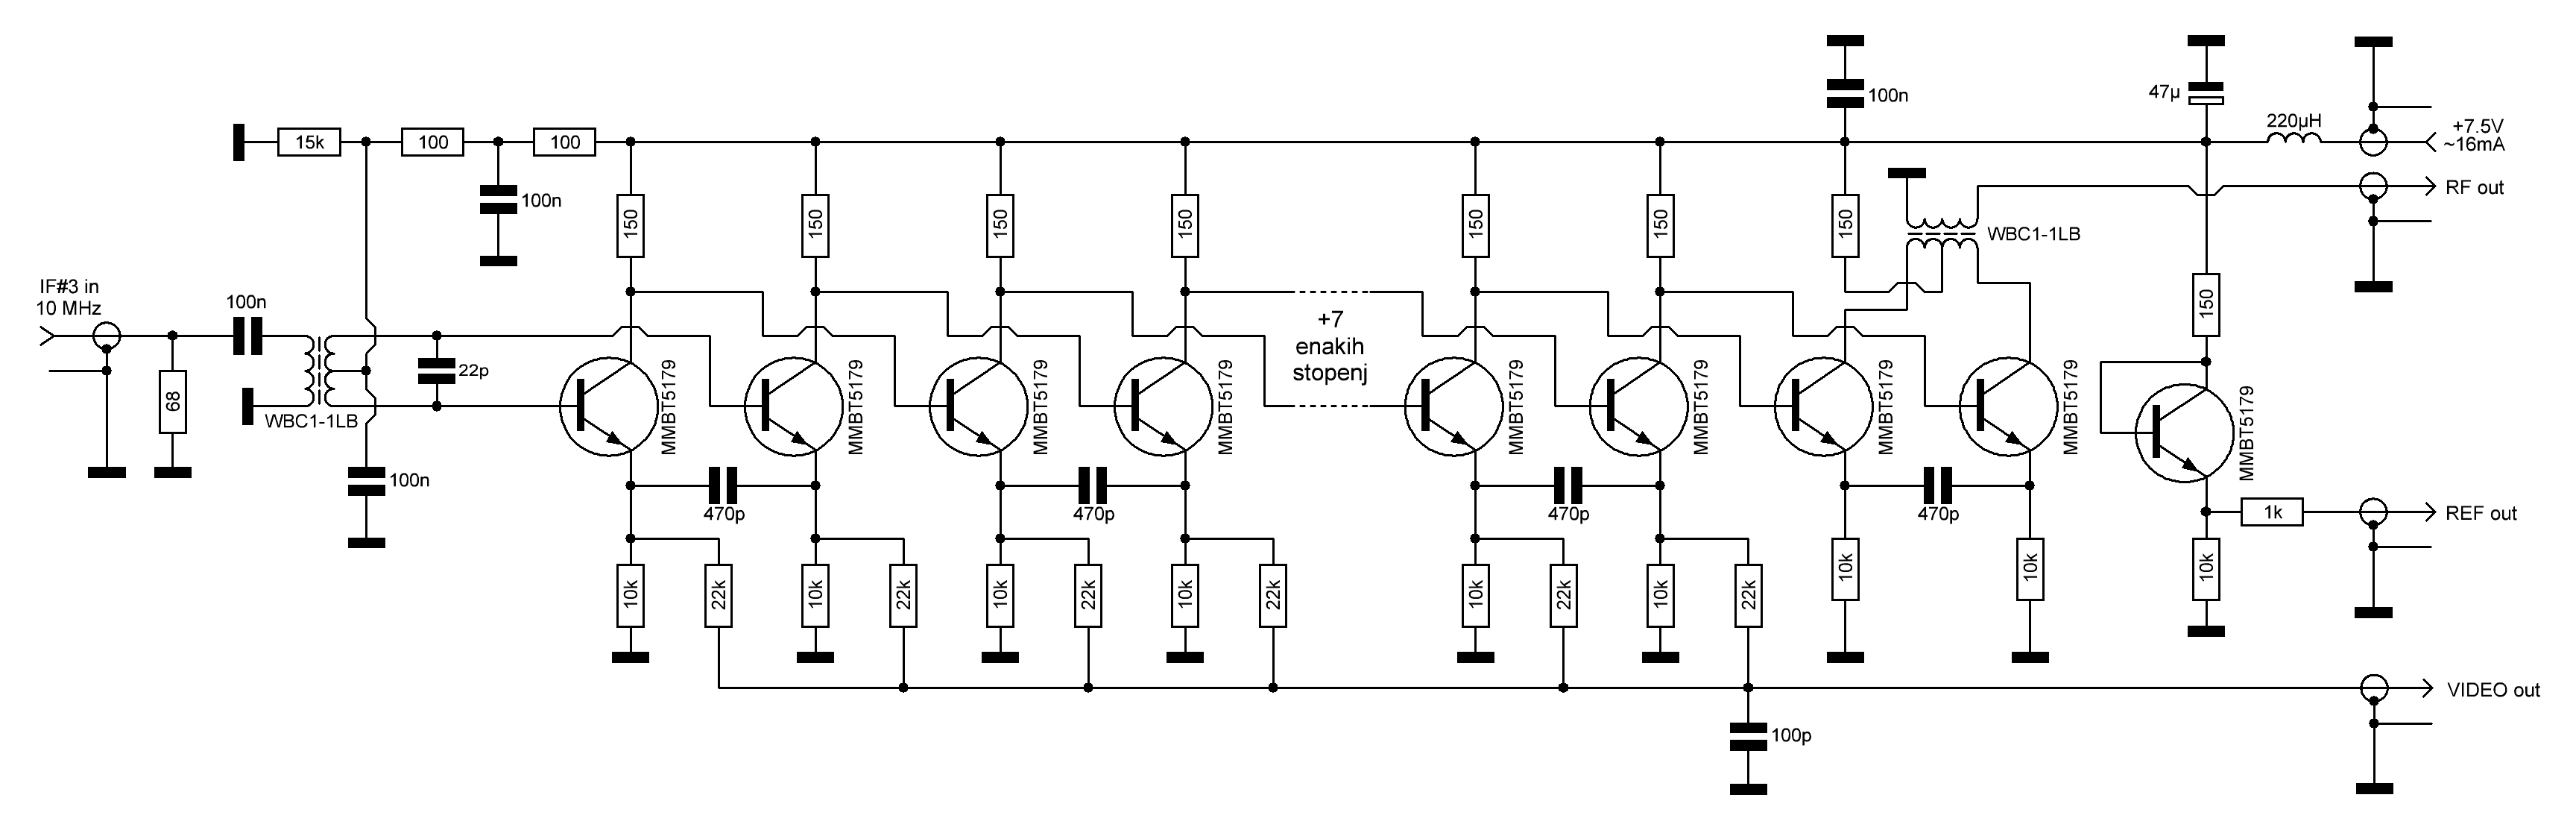 47µ
100n
220µH
+7.5V
~16mA
15k
100
100
RF out
100n
150
150
150
150
150
150
150
WBC1-1LB
IF#3 in
10 MHz
100n
150
+7
enakih
stopenj
22p
68
WBC1-1LB
MMBT5179
MMBT5179
MMBT5179
MMBT5179
MMBT5179
MMBT5179
MMBT5179
MMBT5179
MMBT5179
100n
470p
470p
470p
470p
1k
REF out
10k
22k
10k
22k
10k
22k
10k
22k
10k
22k
10k
22k
10k
10k
10k
VIDEO out
100p